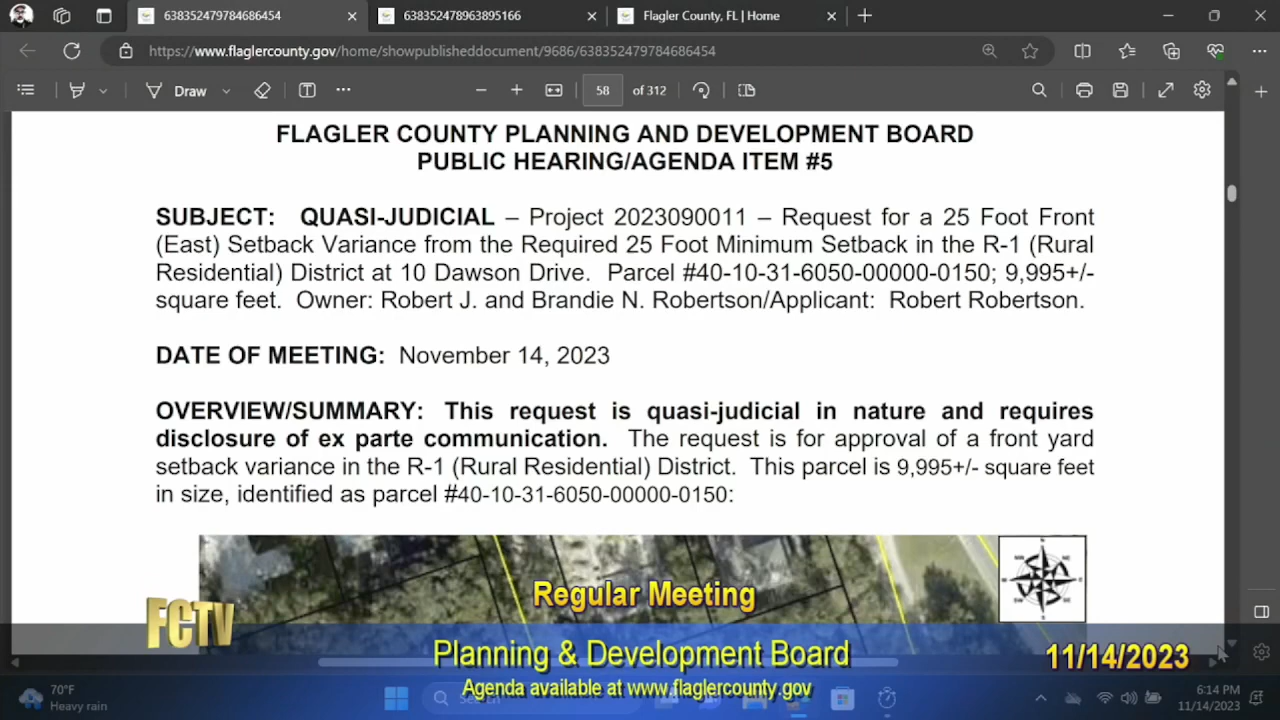 638352479784686454
638352478963895166
Flagler County, FL | Home
https://www.flaglercounty.gov/home/showpublisheddocument/9686/638352479784686454
Draw
58 of 312
FLAGLER COUNTY PLANNING AND DEVELOPMENT BOARD
PUBLIC HEARING/AGENDA ITEM #5
SUBJECT: QUASI-JUDICIAL – Project 2023090011 – Request for a 25 Foot Front
(East) Setback Variance from the Required 25 Foot Minimum Setback in the R-1 (Rural
Residential) District at 10 Dawson Drive. Parcel #40-10-31-6050-00000-0150; 9,995+/-
square feet. Owner: Robert J. and Brandie N. Robertson/Applicant: Robert Robertson.
DATE OF MEETING: November 14, 2023
OVERVIEW/SUMMARY: This request is quasi-judicial in nature and requires
disclosure of ex parte communication. The request is for approval of a front yard
setback variance in the R-1 (Rural Residential) District. This parcel is 9,995+/- square feet
in size, identified as parcel #40-10-31-6050-00000-0150:
Regular Meeting
FCTV
Planning & Development Board
11/14/2023
Agenda available at www.flaglercounty.gov
70°F
Heavy rain
Search
6:14 PM
11/14/2023